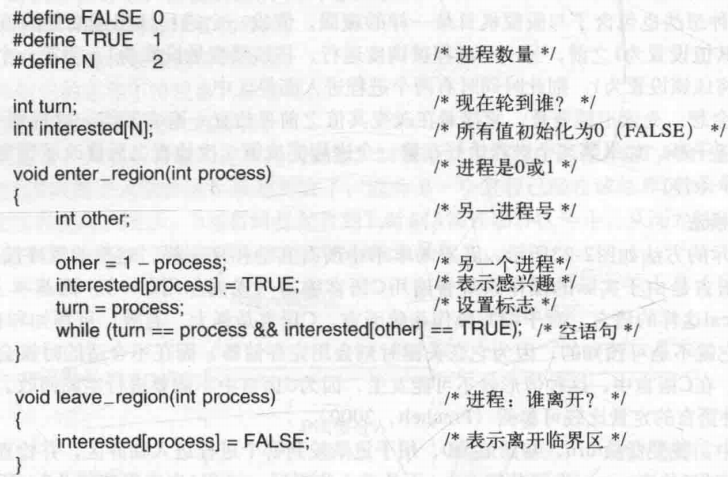 #define FALSE 0
#define TRUE 1
#define N 2 /* 进程数量 */
int turn; /* 现在轮到谁? */
int interested[N]; /* 所有值初始化为0 (FALSE) */
void enter_region(int process) /* 进程是0或1 */
{
int other; /* 另一进程号 */
other = 1 - process; /* 另一个进程*/
interested[process] = TRUE; /* 表示感兴趣 */
turn = process; /* 设置标志 */
while (turn == process && interested[other] == TRUE); /* 空语句 */
}
void leave_region(int process) /* 进程:谁离开? */
{
interested[process] = FALSE; /* 表示离开临界区 */
}